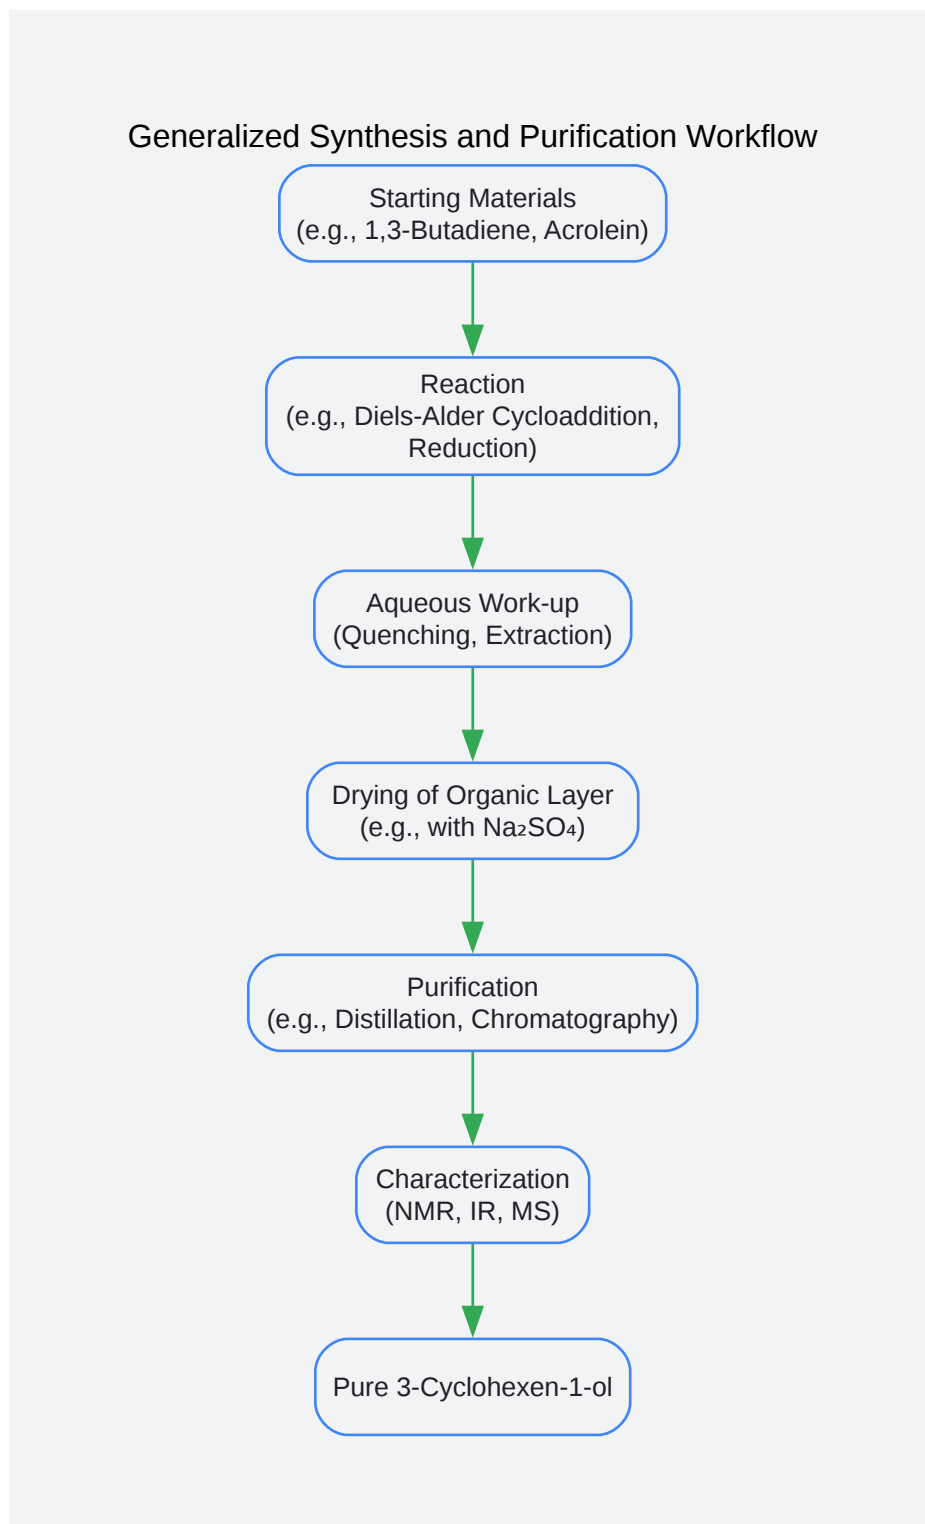 Generalized Synthesis and Purification Workflow
Starting Materials
(e.g., 1,3-Butadiene, Acrolein)
Reaction
(e.g., Diels-Alder Cycloaddition,
Reduction)
Aqueous Work-up
(Quenching, Extraction)
Drying of Organic Layer
(e.g., with Na₂SO₄)
Purification
(e.g., Distillation, Chromatography)
Characterization
(NMR, IR, MS)
Pure 3-Cyclohexen-1-ol